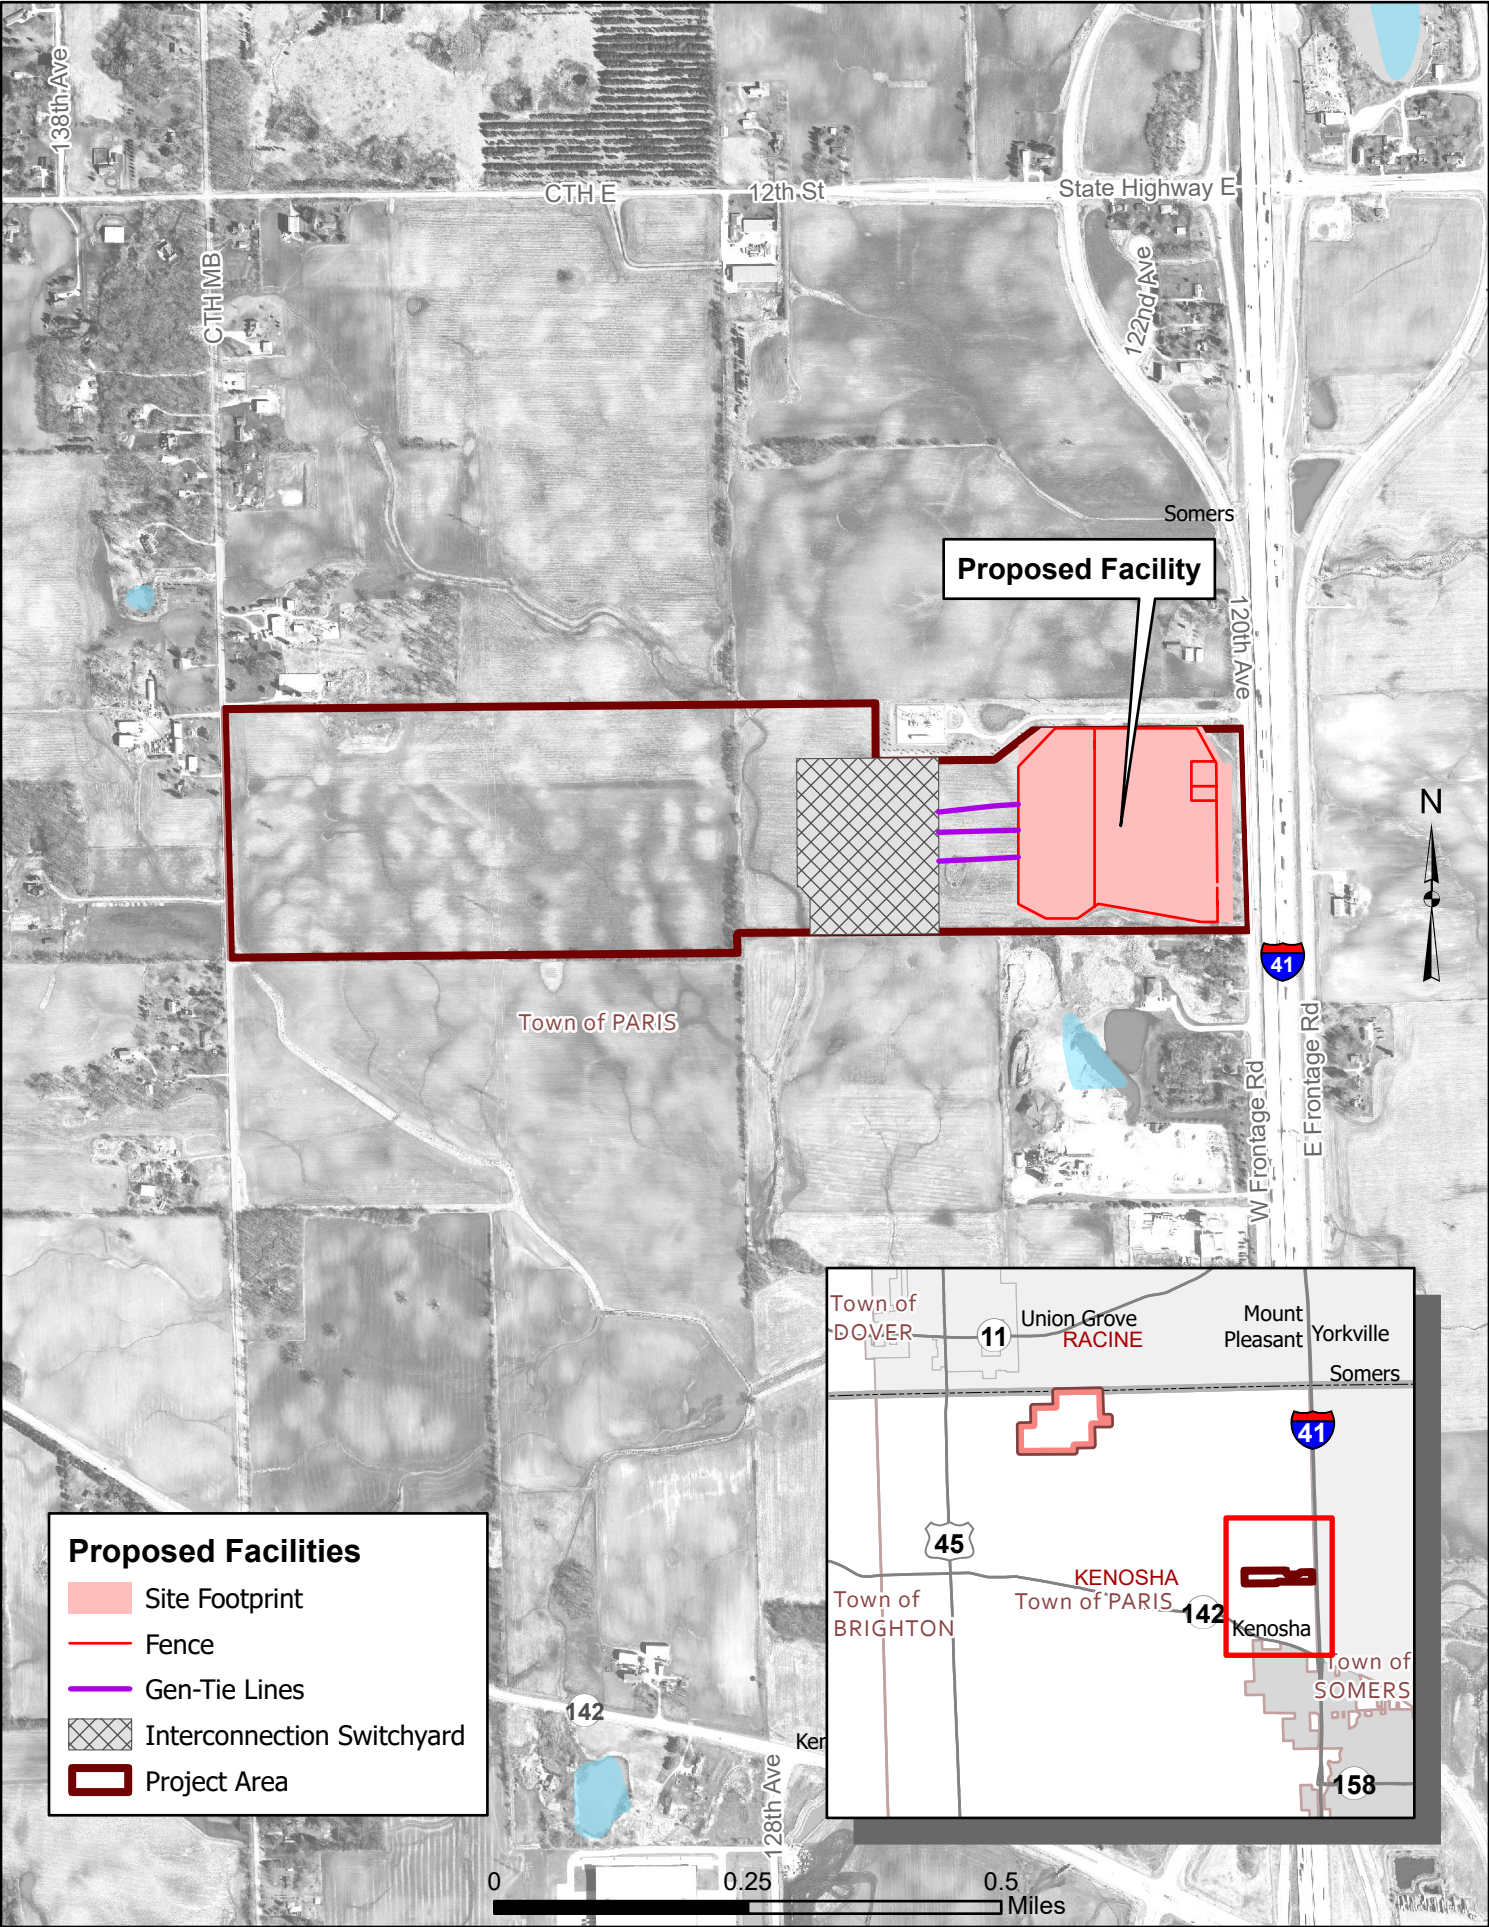 138th Ave
CTH E
12th St
State Highway E
CTH MB
122nd Ave
Somers
Proposed Facility
120th Ave
N
41
Town of PARIS
W Frontage Rd
E Frontage Rd
Town of
DOVER
11
Union Grove
RACINE
Mount
Pleasant
Yorkville
Somers
41
45
KENOSHA
Town of PARIS
142
Kenosha
Town of
BRIGHTON
Town of
SOMERS
158
Proposed Facilities
Site Footprint
Fence
Gen-Tie Lines
Interconnection Switchyard
Project Area
142
Ker
128th Ave
0
0.25
0.5
Miles